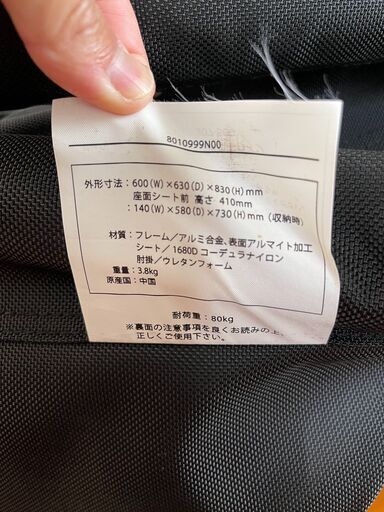 8010999N00
外形寸法：600(W)×630(D)×830(H)mm
座面シート前 高さ 410mm
：140(W)×580(D)×730(H)mm（収納時）
材質：フレーム/アルミ合金、表面アルマイト加工
シート/1680Dコーデュラナイロン
肘掛/ウレタンフォーム
重量：3.8kg
原産国：中国
耐荷重：80kg
※裏面の注意事項を良くお読みの上、
正しくご使用下さい。